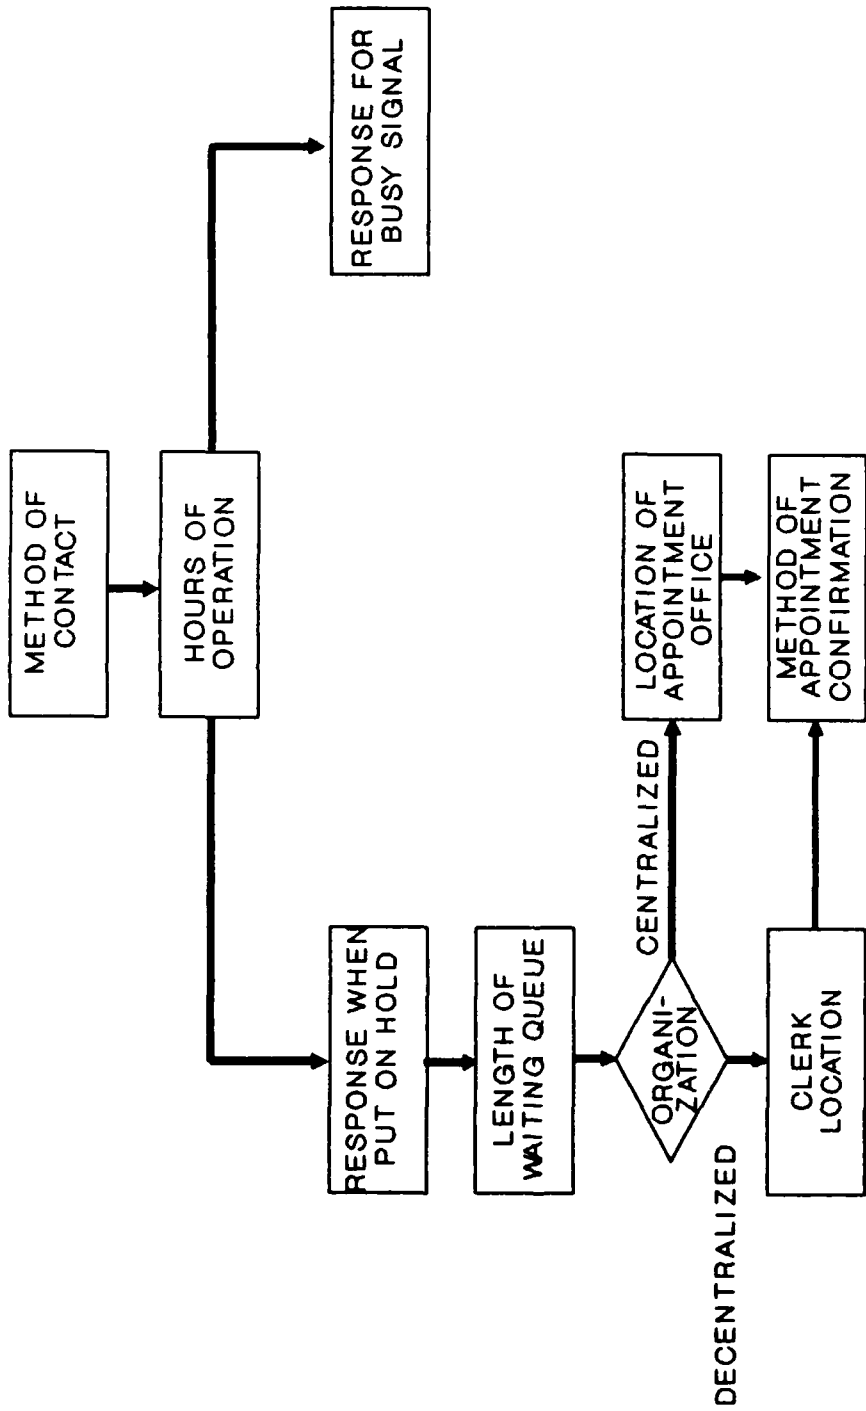 METHOD OF
CONTACT
HOURS OF
OPERATION
RESPONSE WHEN
PUT ON HOLD
RESPONSE FOR
BUSY SIGNAL
LENGTH OF
WAITING QUEUE
ORGANI-
ZATION
CENTRALIZED
LOCATION OF
APPOINTMENT
OFFICE
DECENTRALIZED
CLERK
LOCATION
METHOD OF
APPOINTMENT
CONFIRMATION